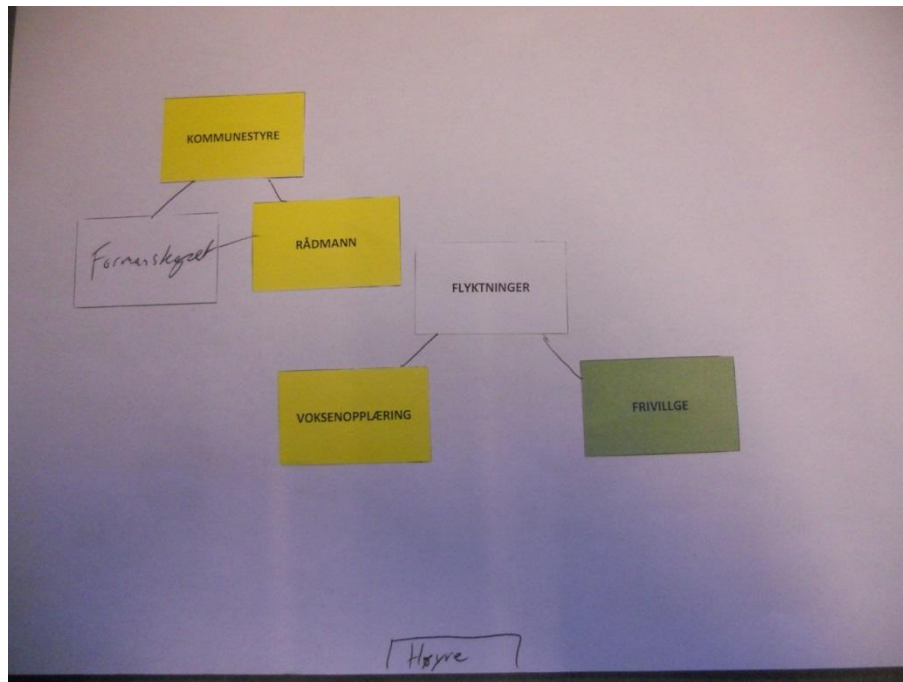 KOMMUNESTYRE
Formannskapet
RÅDMANN
FLYKTNINGER
VOKSENOPPLÆRING
FRIVILLGE
Høyre